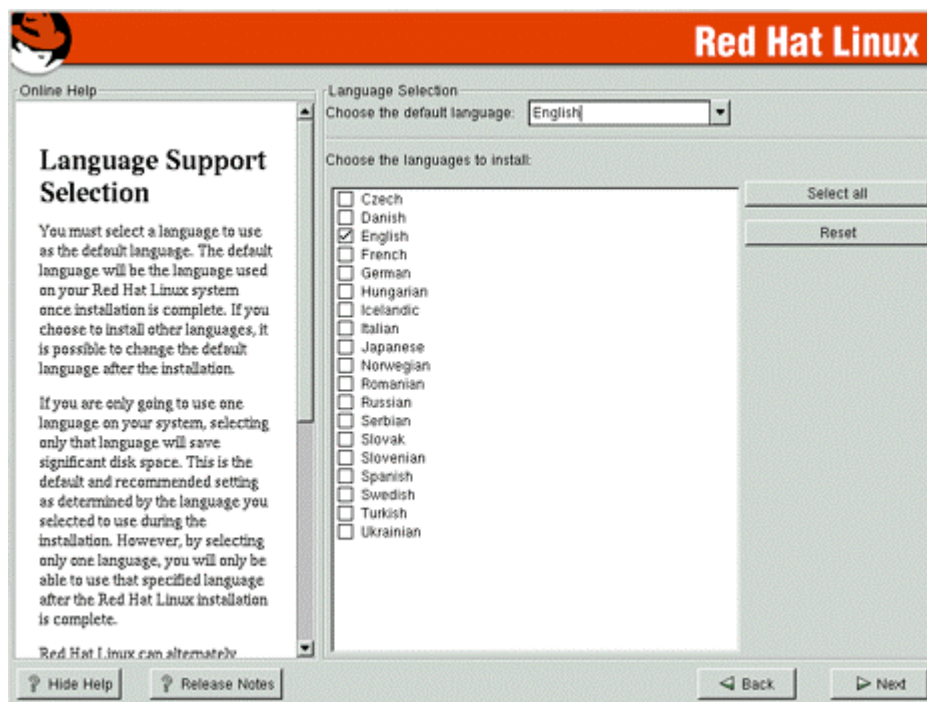 Red Hat Linux
Online Help
Language Support
Selection
You must select a language to use
as the default language. The default
language will be the language used
on your Red Hat Linux system
once installation is complete. If you
choose to install other languages, it
is possible to change the default
language after the installation.
If you are only going to use one
language on your system, selecting
only that language will save
significant disk space. This is the
default and recommended setting
as determined by the language you
selected to use during the
installation. However, by selecting
only one language, you will only be
able to use that specified language
after the Red Hat Linux installation
is complete.
Red Hat Linux can alternately
Language Selection
Choose the default language: English
Choose the languages to install:
Czech
Danish
English
French
German
Hungarian
Icelandic
Italian
Japanese
Norwegian
Romanian
Russian
Serbian
Slovak
Slovenian
Spanish
Swedish
Turkish
Ukrainian
Select all
Reset
Hide Help
Release Notes
Back
Next